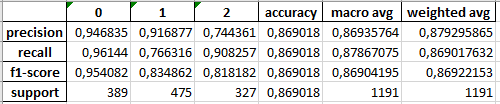 0 1 2 accuracy macro avg weighted avg
precision 0,946835 0,916877 0,744361 0,869018 0,86935764 0,879295865
recall 0,96144 0,766316 0,908257 0,869018 0,87867075 0,869017632
f1-score 0,954082 0,834862 0,818182 0,869018 0,86904195 0,86922153
support 389 475 327 0,869018 1191 1191